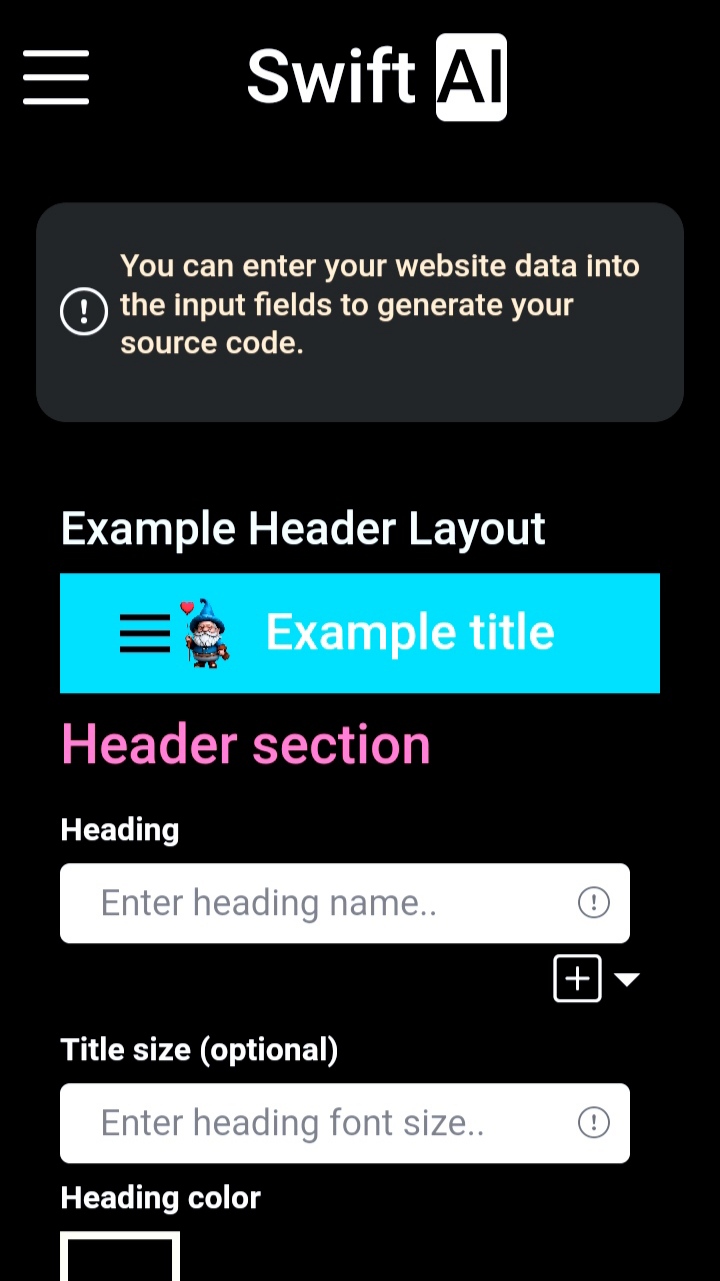 Swift AI
You can enter your website data into
the input fields to generate your
source code.
Example Header Layout
Example title
Header section
Heading
Enter heading name..
Title size (optional)
Enter heading font size..
Heading color